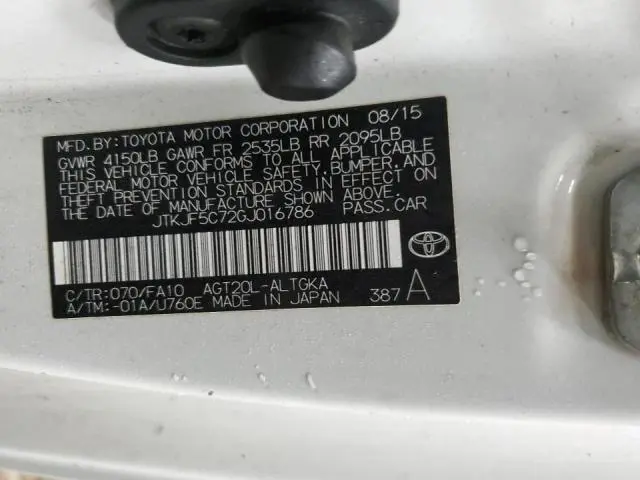 MFD.BY:TOYOTA MOTOR CORPORATION 08/15
GVWR 4150LB GAWR FR 2535LB RR 2095LB
THIS VEHICLE CONFORMS TO ALL APPLICABLE
FEDERAL MOTOR VEHICLE SAFETY,BUMPER,AND
THEFT PREVENTION STANDARDS IN EFFECT ON
THE DATE OF MANUFACTURE SHOWN ABOVE.
JTKJF5C72GJ016786 PASS.CAR
C/TR:070/FA10 AGT20L-ALTGKA
A/TM:-01A/U760E MADE IN JAPAN 387 A